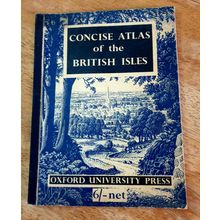 CONCISE ATLAS
of the
BRITISH ISLES
OXFORD UNIVERSITY PRESS
6/-net